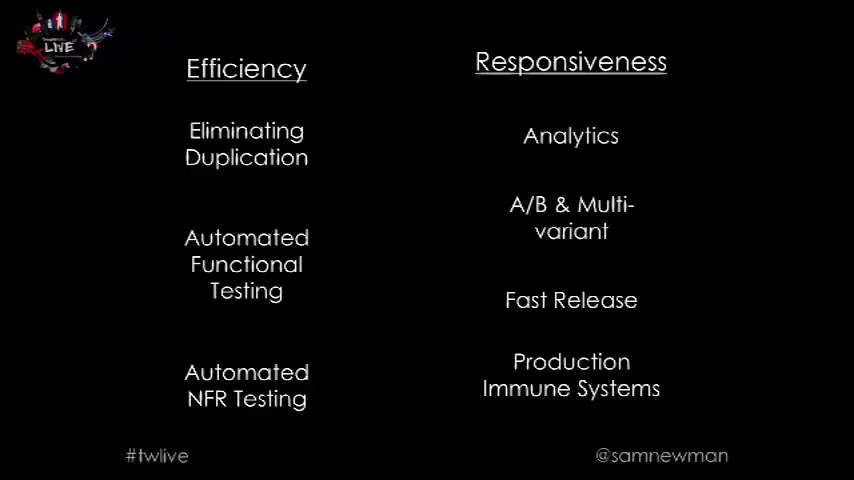 LIVE
Efficiency
Responsiveness
Eliminating
Duplication
Analytics
A/B & Multi-
variant
Automated
Functional
Testing
Fast Release
Production
Immune Systems
Automated
NFR Testing
#twlive
@samnewman